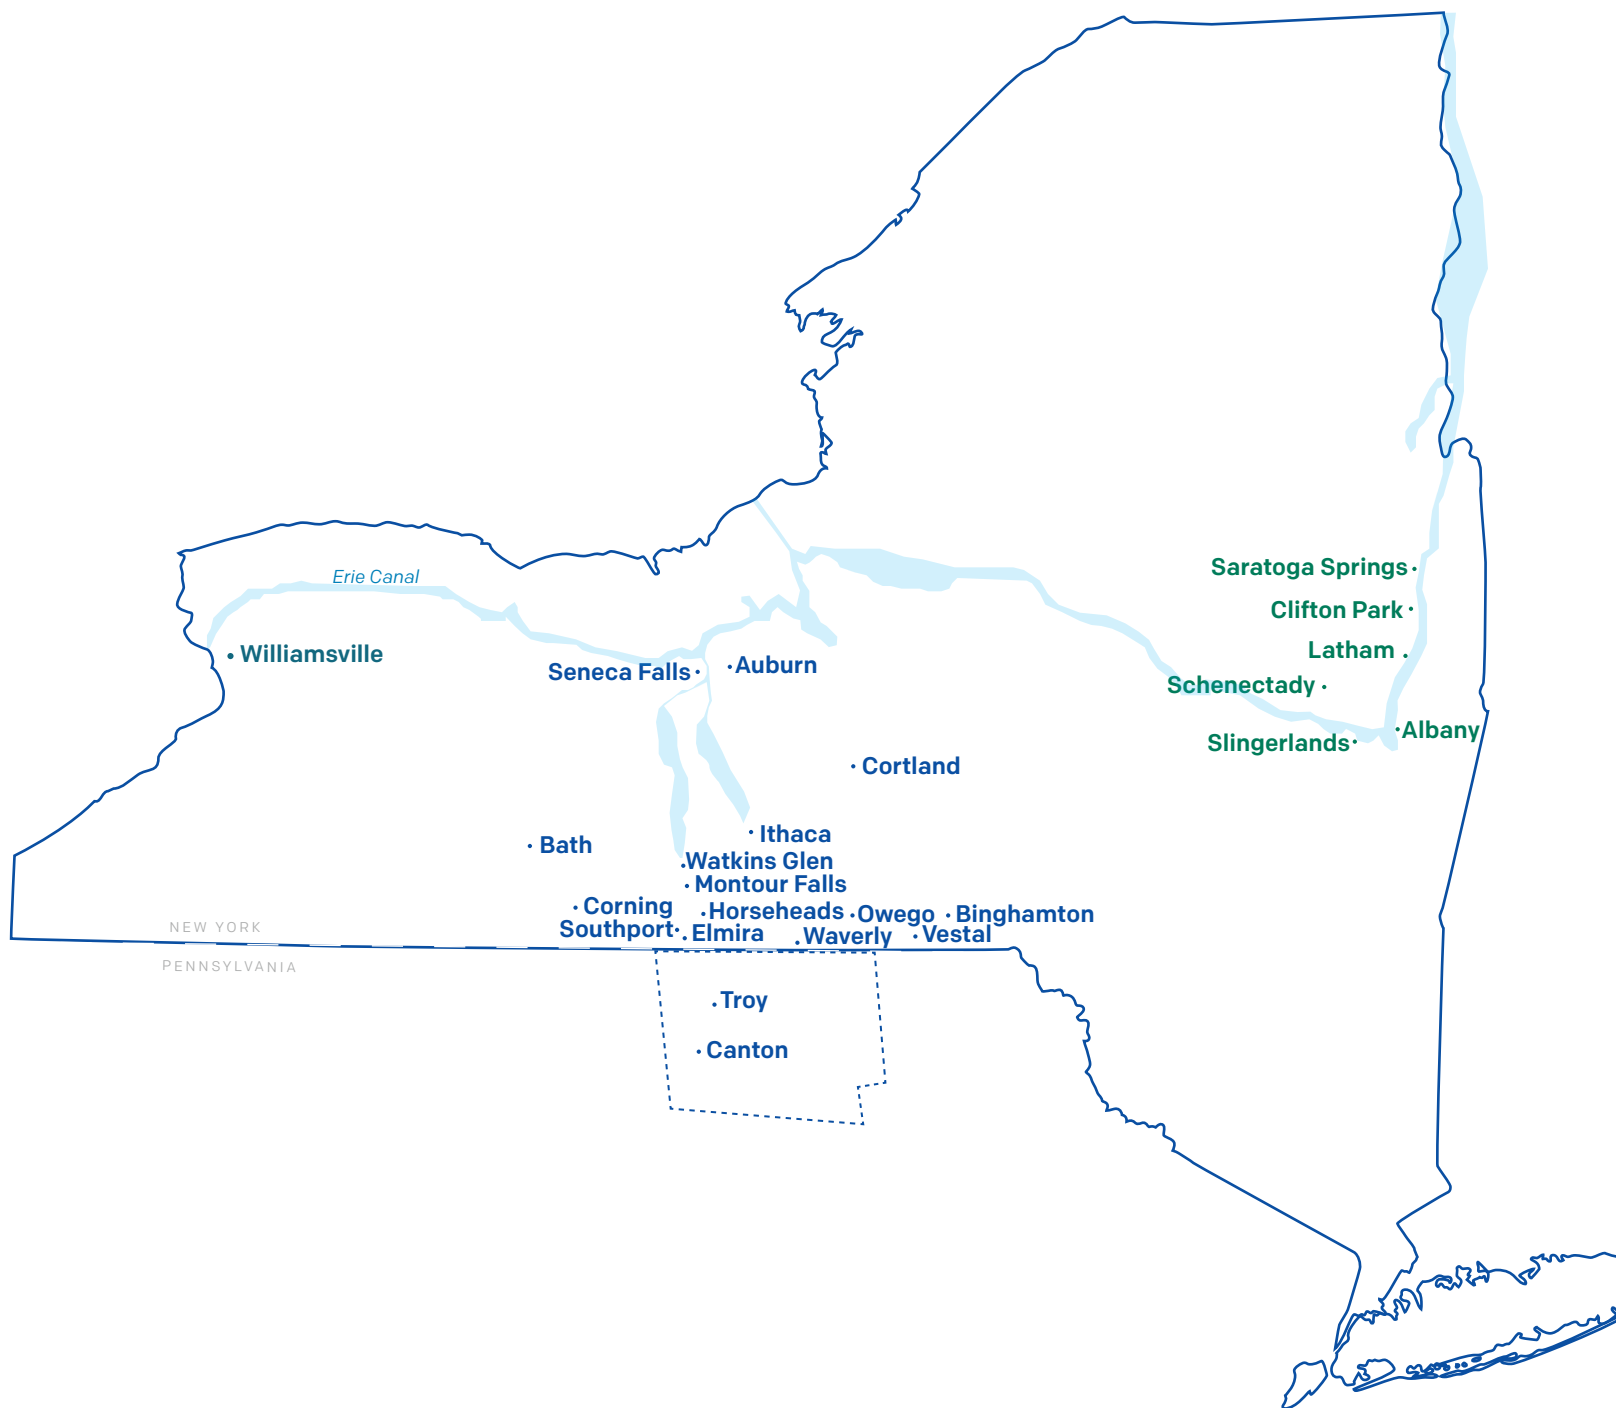 Saratoga Springs
Erie Canal
Clifton Park
Latham
Williamsville
Auburn
Seneca Falls
Schenectady
Albany
Slingerlands
Cortland
Ithaca
Bath
Watkins Glen
Montour Falls
Corning
Horseheads
Owego
Binghamton
Southport
Elmira
Waverly
Vestal
NEW YORK
PENNSYLVANIA
Troy
Canton